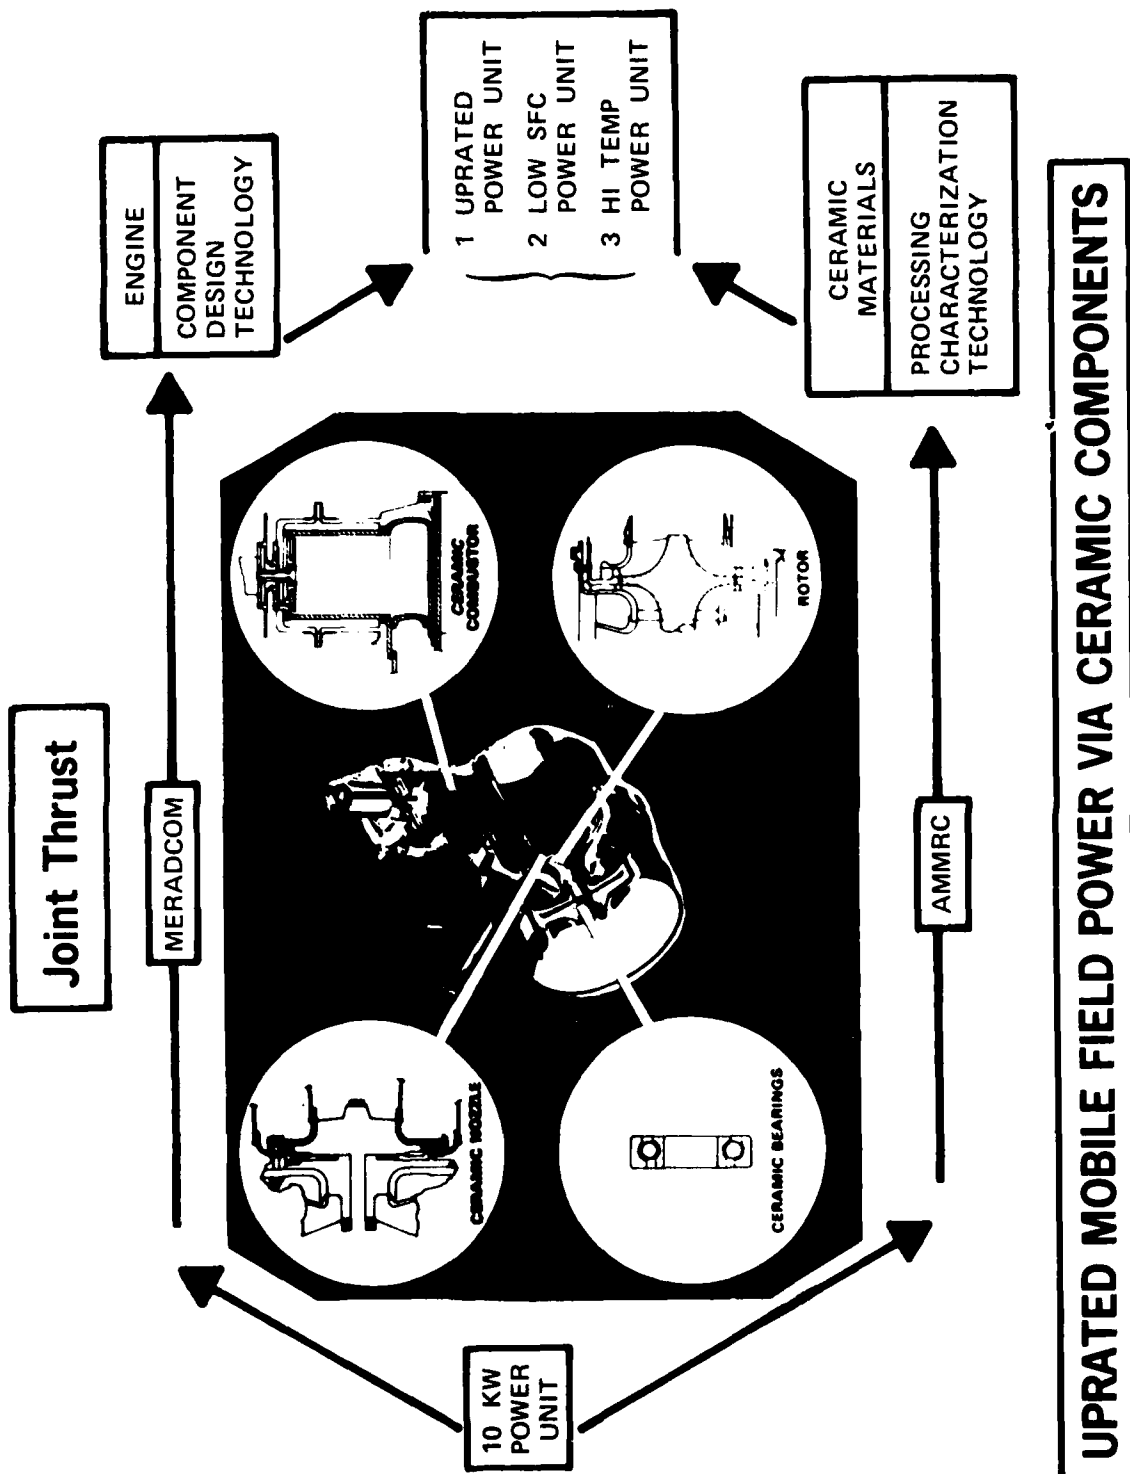 Joint Thrust
MERADCOM
10 KW
POWER
UNIT
CERAMIC NOZZLE
CERAMIC
COMBUSTOR
CERAMIC BEARINGS
ROTOR
ENGINE
COMPONENT
DESIGN
TECHNOLOGY
1 UPRATED
POWER UNIT
2 LOW SFC
POWER UNIT
3 HI TEMP
POWER UNIT
AMMRC
CERAMIC
MATERIALS
PROCESSING
CHARACTERIZATION
TECHNOLOGY
UPRATED MOBILE FIELD POWER VIA CERAMIC COMPONENTS